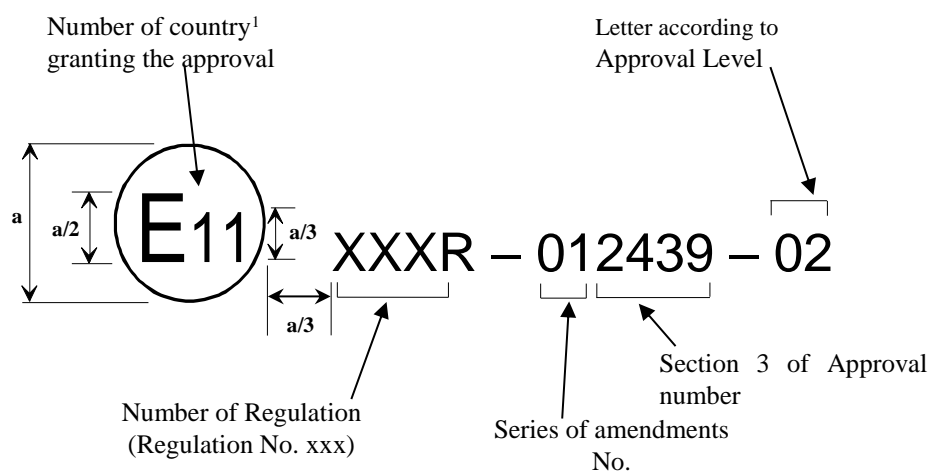 Number of country¹
granting the approval
Letter according to
Approval Level
a
a/2
E11
a/3
XXXR – 012439 – 02
a/3
Section 3 of Approval
number
Number of Regulation
(Regulation No. xxx)
Series of amendments
No.